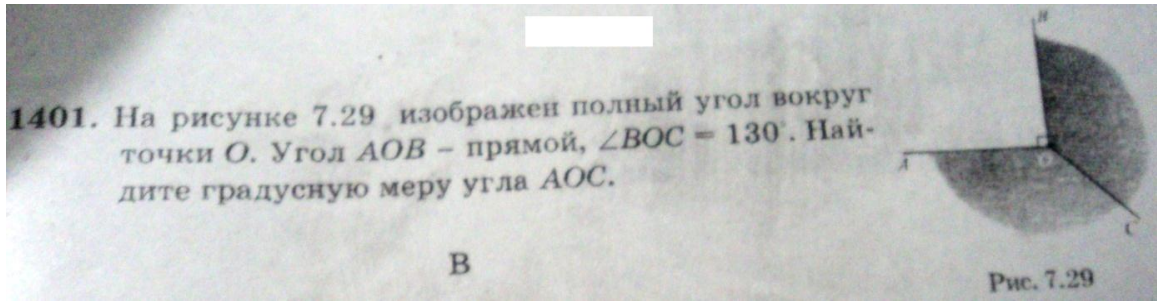 1401. На рисунке 7.29 изображен полный угол вокруг
точки O. Угол AOB – прямой, ∠BOC = 130°. Най-
дите градусную меру угла AOC.
B
B
A
O
C
Рис. 7.29